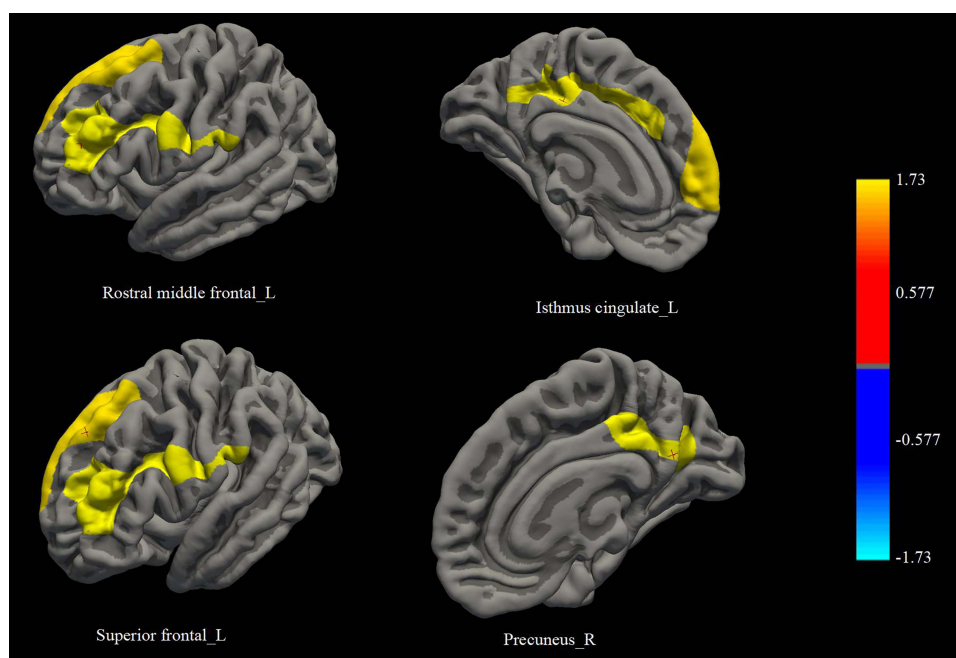 Rostral middle frontal_L
Isthmus cingulate_L
Superior frontal_L
Precuneus_R
1.73
0.577
-0.577
-1.73